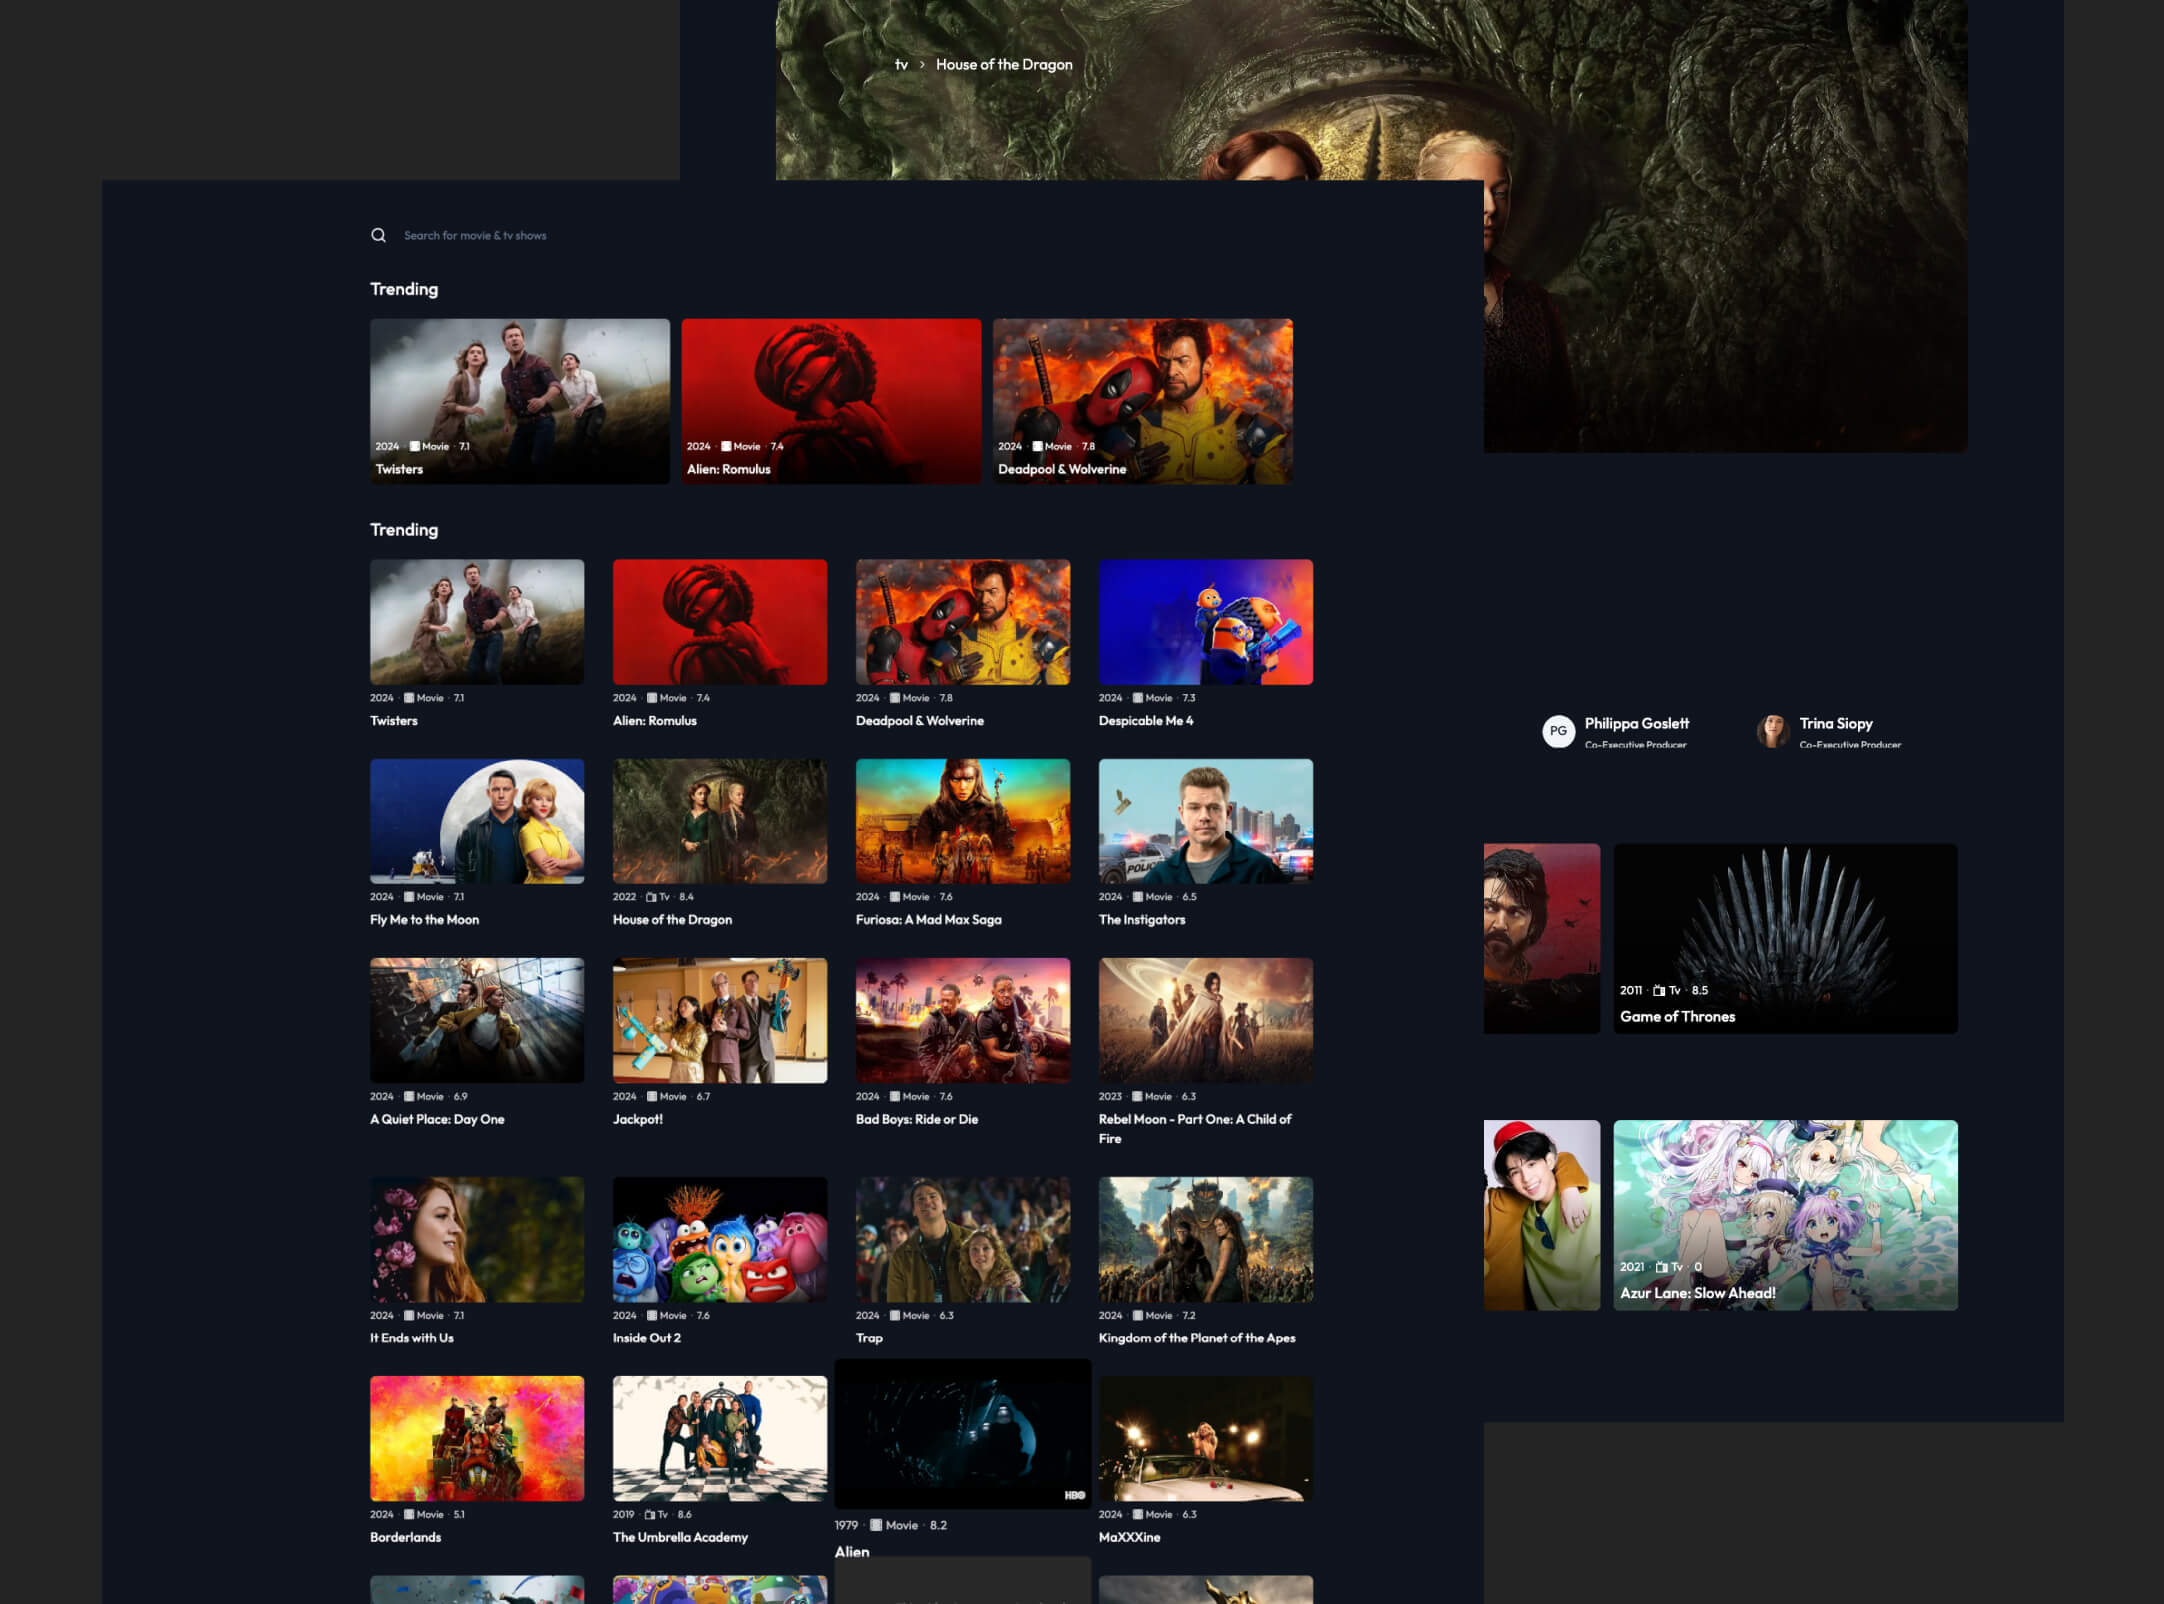 tv › House of the Dragon
Search for movie & tv shows
Trending
2024 · Movie · 7.1
Twisters
2024 · Movie · 7.4
Alien: Romulus
2024 · Movie · 7.8
Deadpool & Wolverine
Trending
2024 · Movie · 7.1
Twisters
2024 · Movie · 7.4
Alien: Romulus
2024 · Movie · 7.8
Deadpool & Wolverine
2024 · Movie · 7.3
Despicable Me 4
2024 · Movie · 7.1
Fly Me to the Moon
2022 · Tv · 8.4
House of the Dragon
2024 · Movie · 7.6
Furiosa: A Mad Max Saga
POLIC
2024 · Movie · 6.5
The Instigators
2024 · Movie · 6.9
A Quiet Place: Day One
2024 · Movie · 6.7
Jackpot!
2024 · Movie · 7.6
Bad Boys: Ride or Die
2023 · Movie · 6.3
Rebel Moon - Part One: A Child of
Fire
2024 · Movie · 7.1
It Ends with Us
2024 · Movie · 7.6
Inside Out 2
2024 · Movie · 6.3
Trap
2024 · Movie · 7.2
Kingdom of the Planet of the Apes
2024 · Movie · 5.1
Borderlands
2019 · Tv · 8.6
The Umbrella Academy
HBO
1979 · Movie · 8.2
Alien
2024 · Movie · 6.3
MaXXXine
PG
Philippa Goslett
Co-Executive Producer
Trina Siopy
Co-Executive Producer
2011 · Tv · 8.5
Game of Thrones
2021 · Tv · 0
Azur Lane: Slow Ahead!